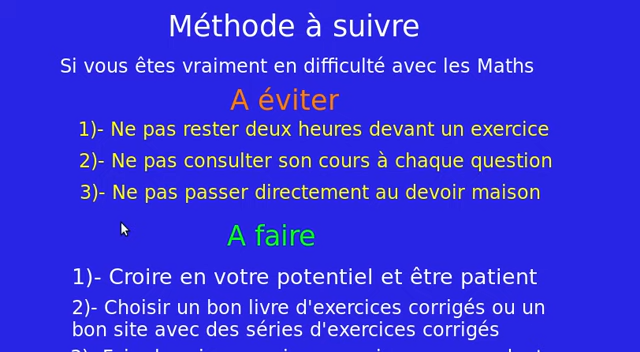 Méthode à suivre
Si vous êtes vraiment en difficulté avec les Maths
A éviter
1)- Ne pas rester deux heures devant un exercice
2)- Ne pas consulter son cours à chaque question
3)- Ne pas passer directement au devoir maison
A faire
1)- Croire en votre potentiel et être patient
2)- Choisir un bon livre d'exercices corrigés ou un
bon site avec des séries d'exercices corrigés